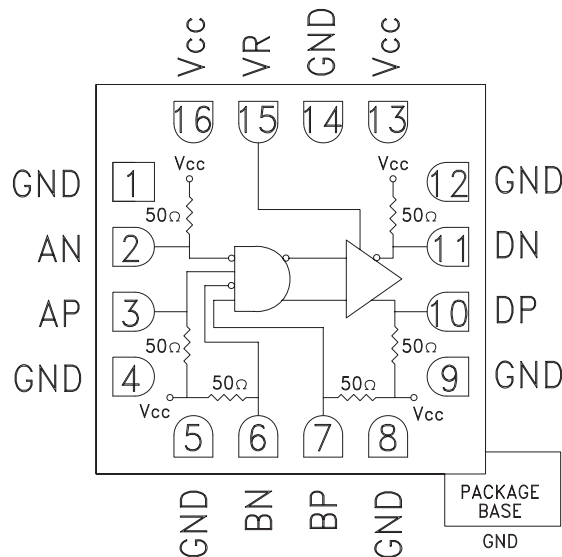 Vcc VR GND Vcc
16 15 14 13
Vcc Vcc
GND 1 12 GND
50Ω 50Ω
AN 2 11 DN
AP 3 10 DP
50Ω 50Ω
GND 4 9 GND
50Ω 50Ω
Vcc Vcc
5 6 7 8
GND BN BP GND
PACKAGE
BASE
GND